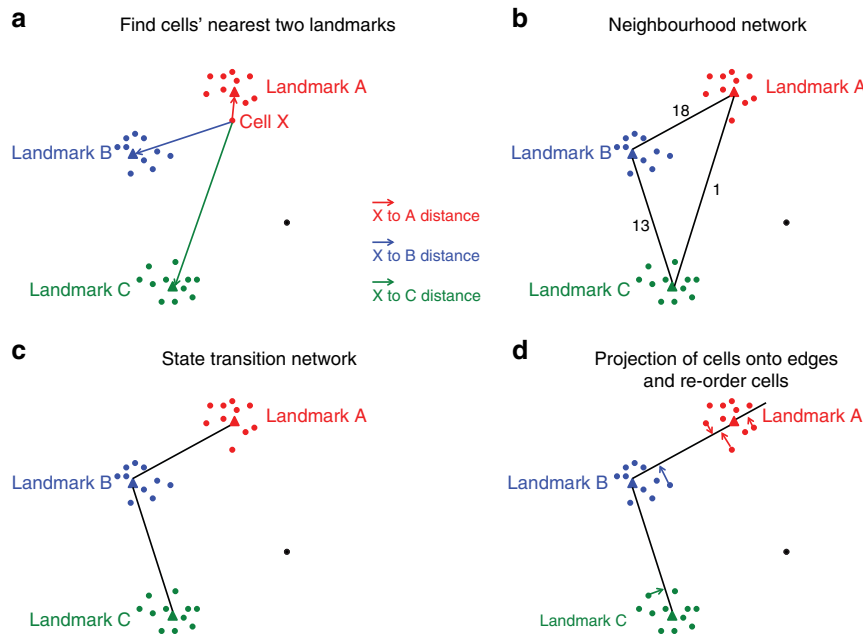 a
Find cells' nearest two landmarks
Landmark A
Cell X
Landmark B
Landmark C
X to A distance
X to B distance
X to C distance
b
Neighbourhood network
Landmark A
18
Landmark B
1
13
Landmark C
c
State transition network
Landmark A
Landmark B
Landmark C
d
Projection of cells onto edges
and re-order cells
Landmark A
Landmark B
Landmark C